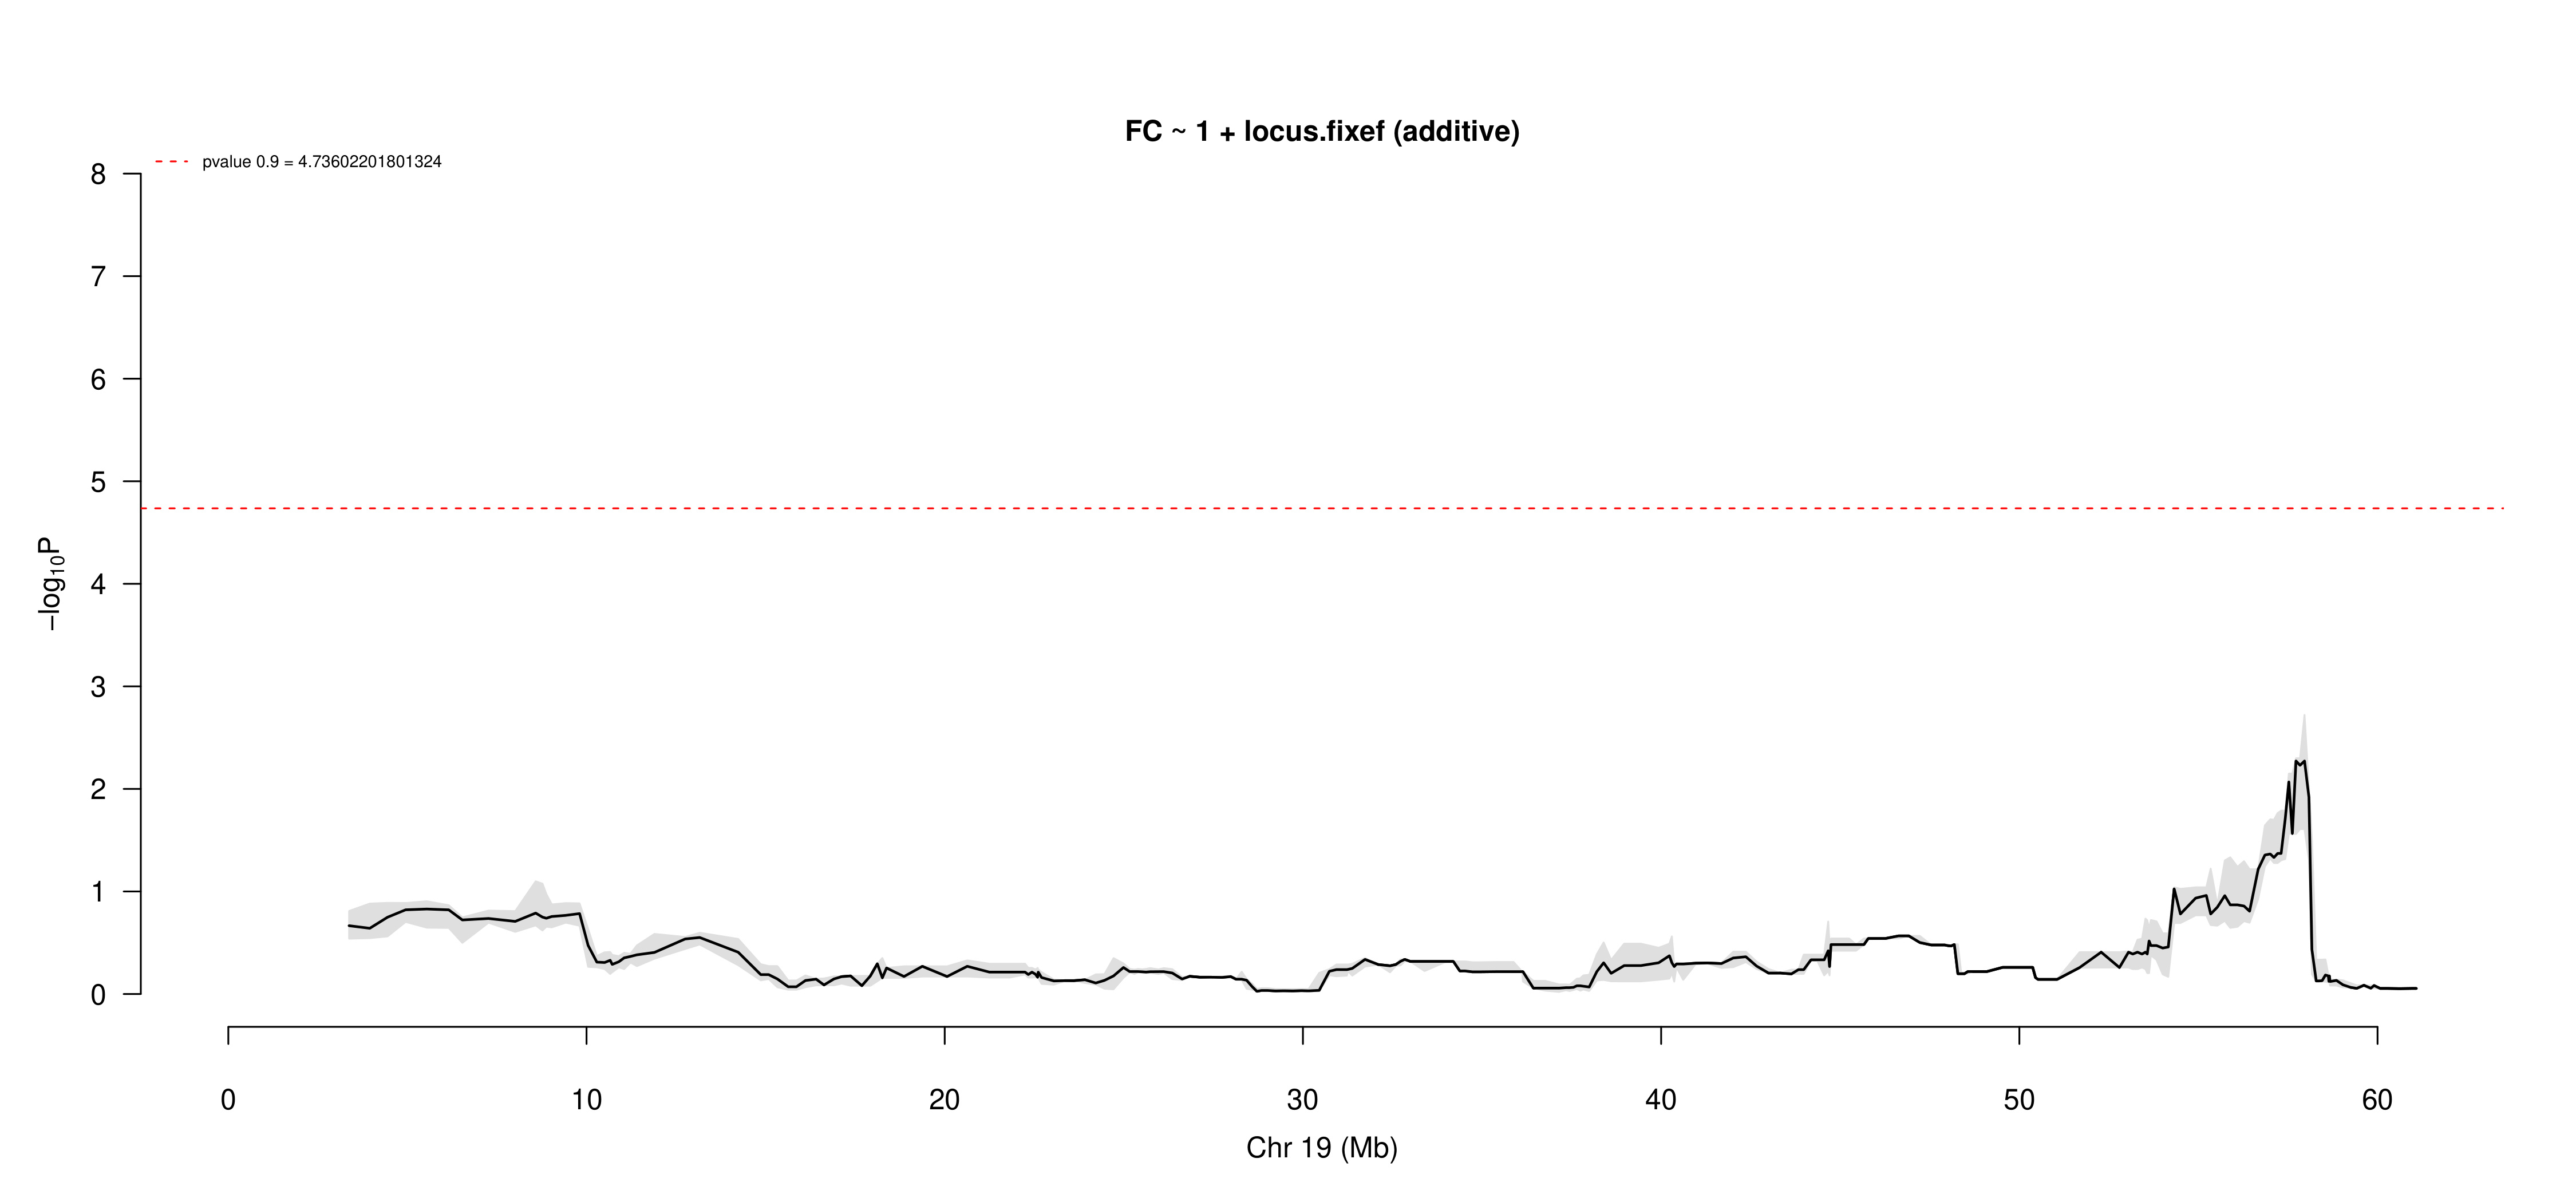 FC ~ 1 + locus.fixef (additive)
pvalue 0.9 = 4.73602201801324
8
7
6
5
4
3
2
1
0
−log10P
0 10 20 30 40 50 60
Chr 19 (Mb)